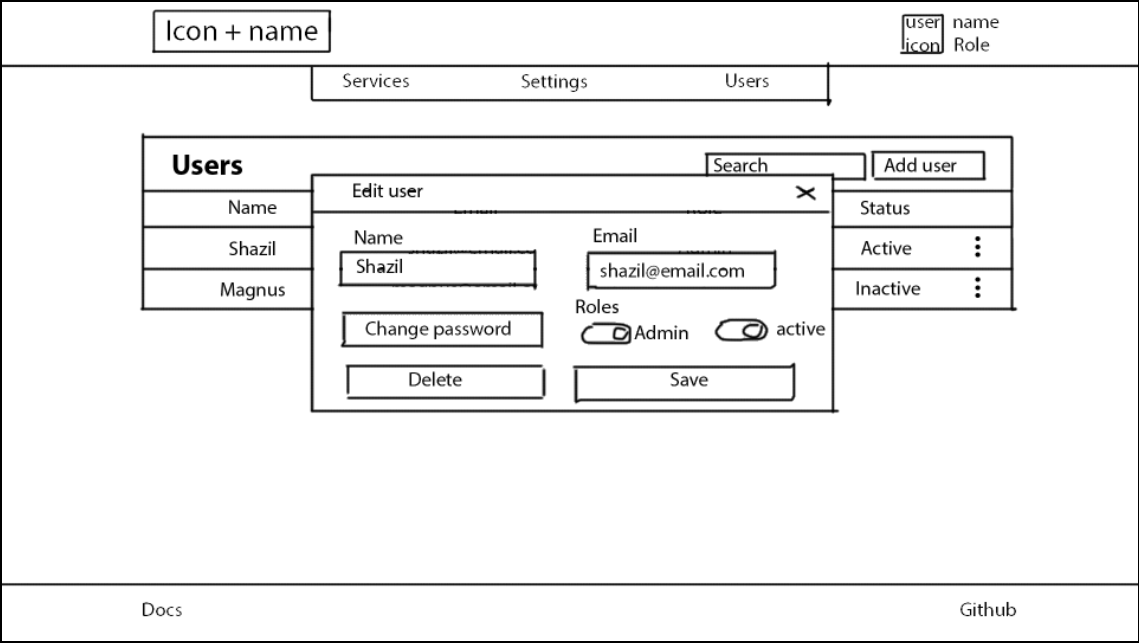 Icon + name
user name
icon Role
Services Settings Users
Users Search Add user
Edit user
Name Status
Name Email
Shazil Active
Shazil shazil@email.com
Magnus Inactive
Roles
Change password Admin active
Delete Save
Docs Github